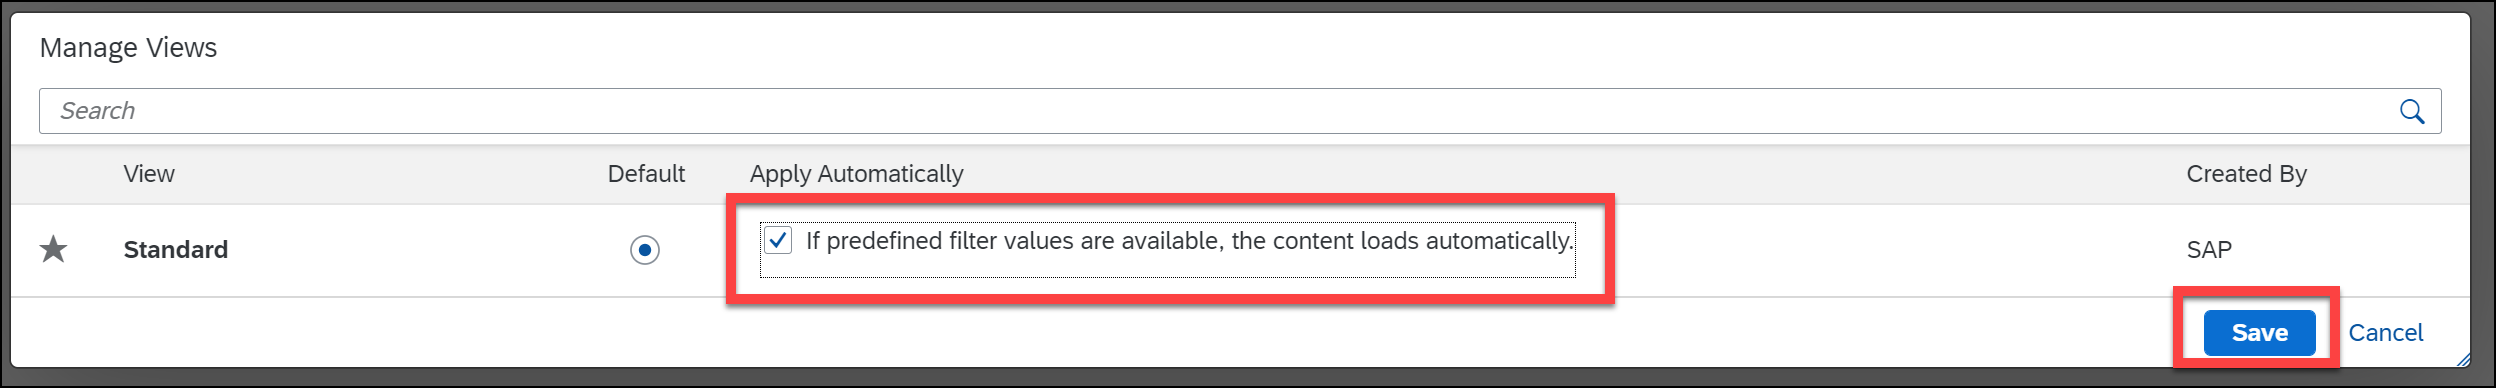 Manage Views
Search
View Default Apply Automatically Created By
Standard If predefined filter values are available, the content loads automatically. SAP
Save Cancel